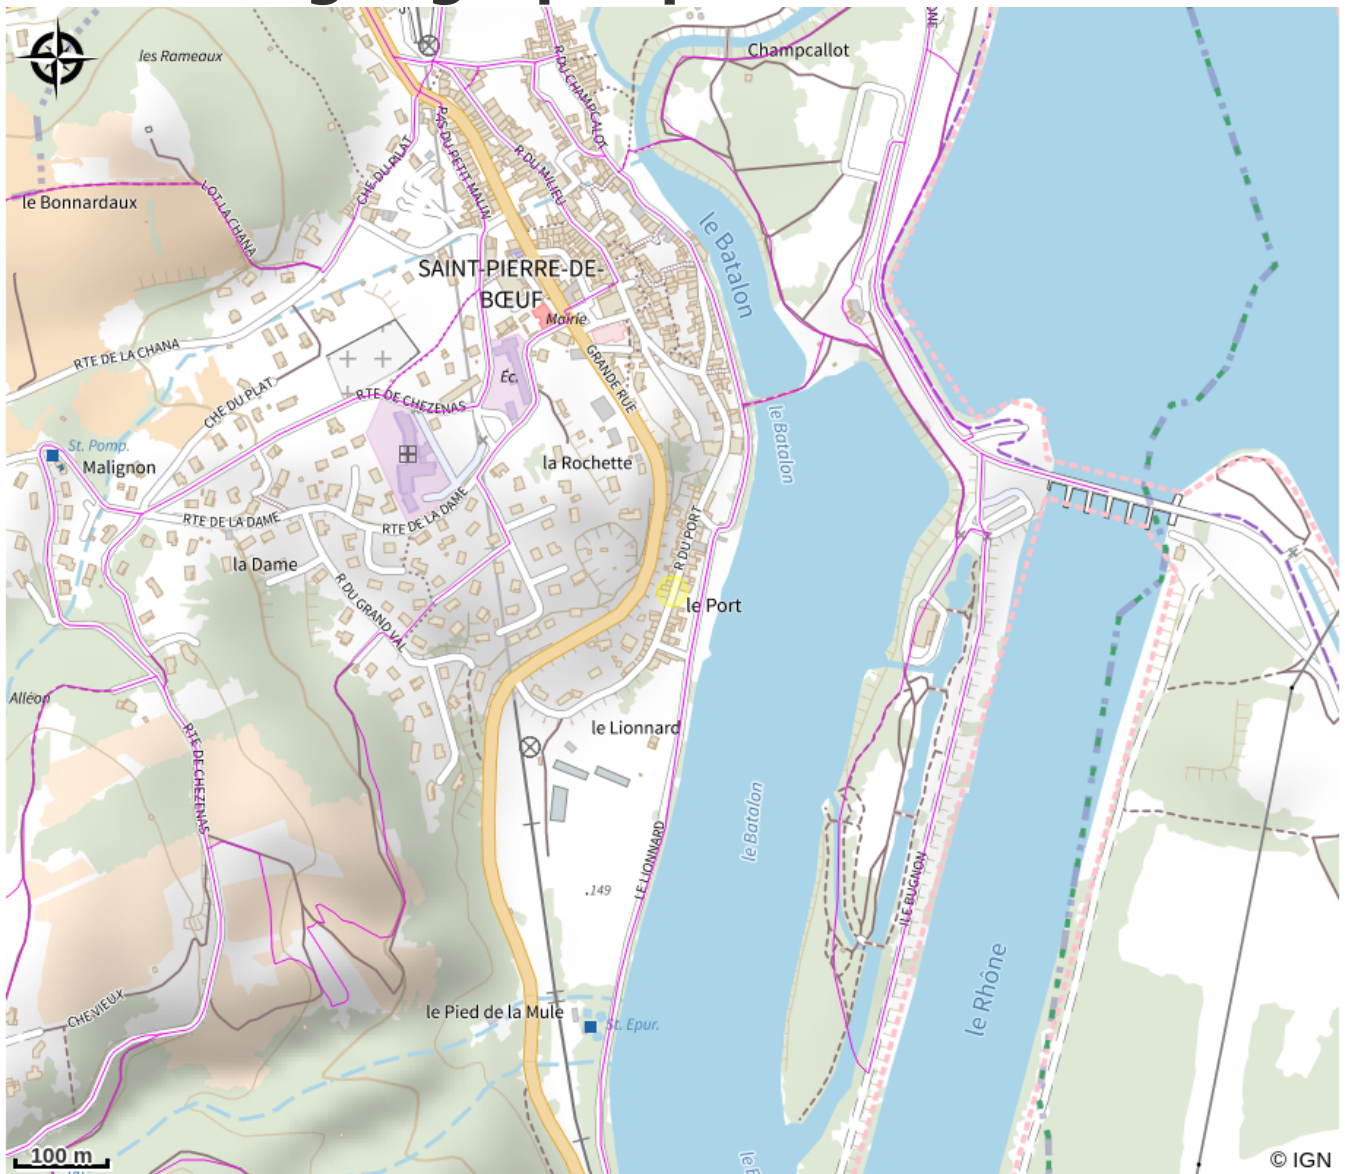 les Rameaux
Champcallot
R DU CHAMPCALOT
PAS DU PETIT MALIN
R DU MILIEU
CHE DU PILAT
LOT LA CHANA
le Bonnardaux
le Batalon
SAINT-PIERRE-DE-
BŒUF
Mairie
RTE DE LA CHANA
GRANDE RUE
Éc.
CHE DU PLAT
RTE DE CHEZENAS
le Batalon
St. Pomp.
Malignon
la Rochette
RTE DE LA DAME
RTE DE LA DAME
R DU PORT
la Dame
R DU GRAND VAL
le Port
Alléon
le Lionnard
RTE DE CHEZENAS
le Batalon
LE LIONNARD
ILE BUGNON
149
le Rhône
CHE VIEUX
le Pied de la Mule
St. Epur.
100 m
© IGN